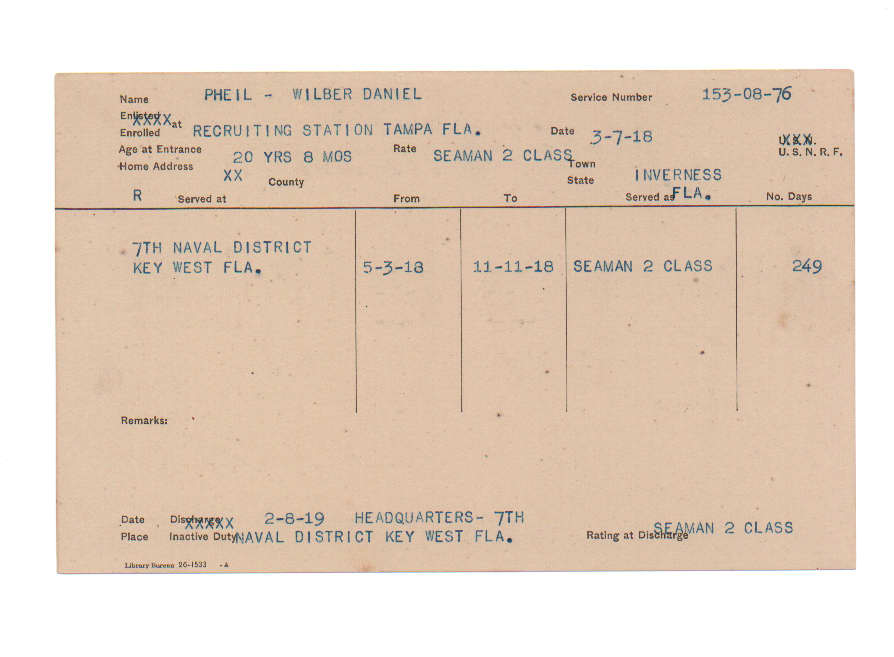 Name PHEIL - WILBER DANIEL Service Number 153-08-76
Enlisted XXXX
Enrolled at RECRUITING STATION TAMPA FLA. Date 3-7-18 U.S.N. XXX
Age at Entrance 20 YRS 8 MOS Rate SEAMAN 2 CLASS U. S. N. R. F.
Home Address XX County Town INVERNESS
State FLA.
R Served at From To Served as No. Days
7TH NAVAL DISTRICT
KEY WEST FLA. 5-3-18 11-11-18 SEAMAN 2 CLASS 249
Remarks:
Date Discharge XXXXX 2-8-19 HEADQUARTERS- 7TH
Place Inactive Duty NAVAL DISTRICT KEY WEST FLA. Rating at Discharge SEAMAN 2 CLASS
Library Bureau 26-1533 -A